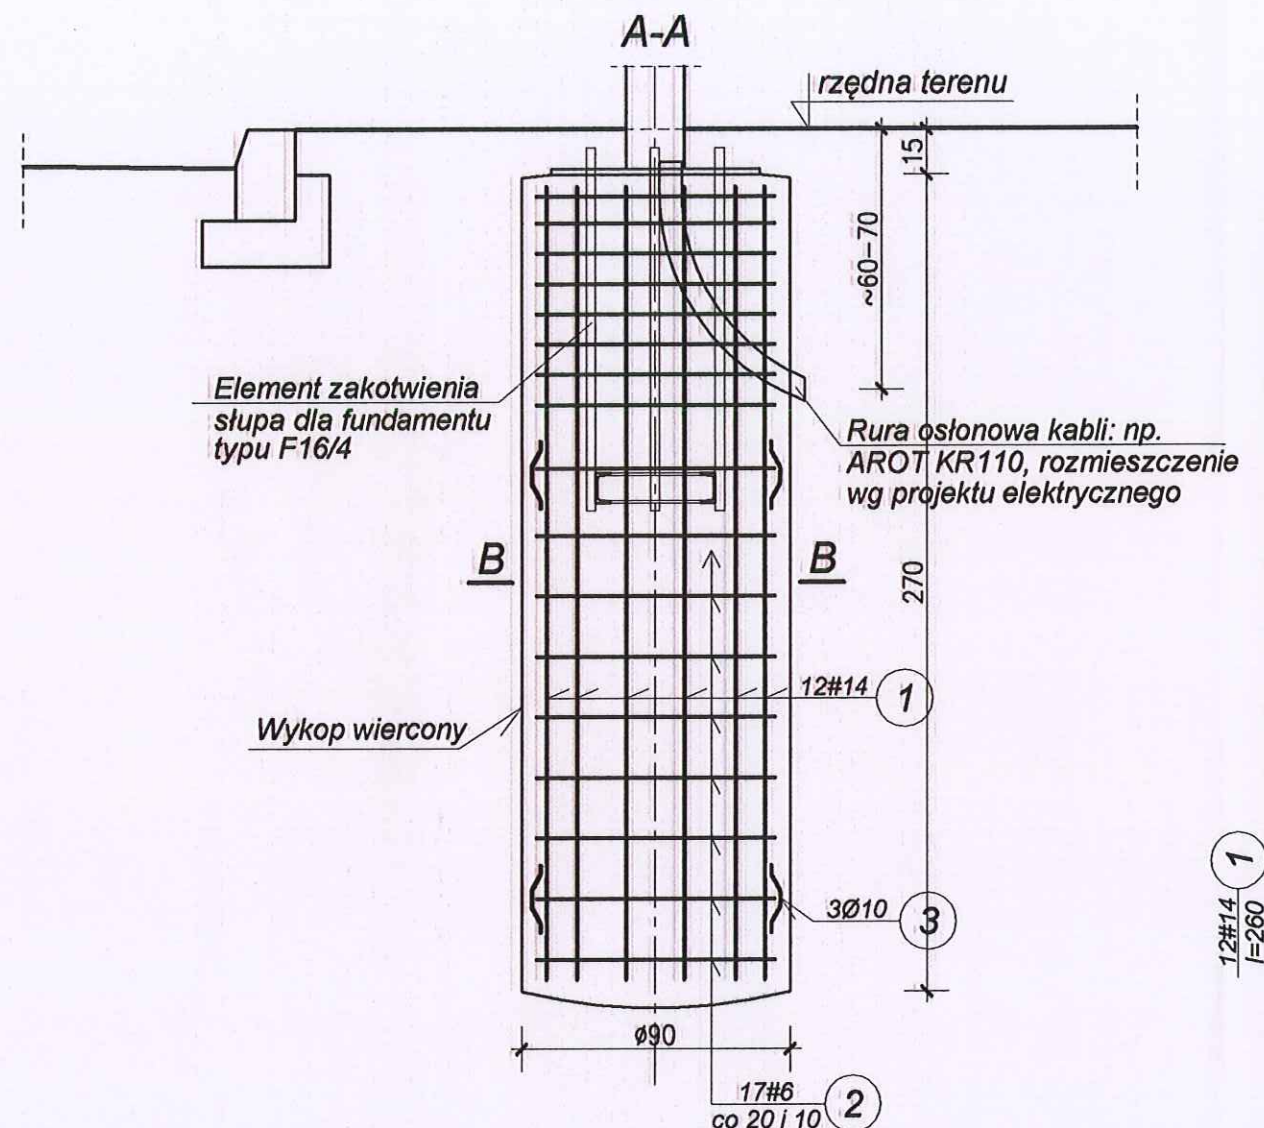 A-A
rzędna terenu
15
~60-70
Element zakotwienia
słupa dla fundamentu
typu F16/4
Rura osłonowa kabli: np.
AROT KR110, rozmieszczenie
wg projektu elektrycznego
B
B
270
12#14
1
Wykop wiercony
3Ø10
3
12#14
l=260
1
ø90
17#6
co 20 i 10
2